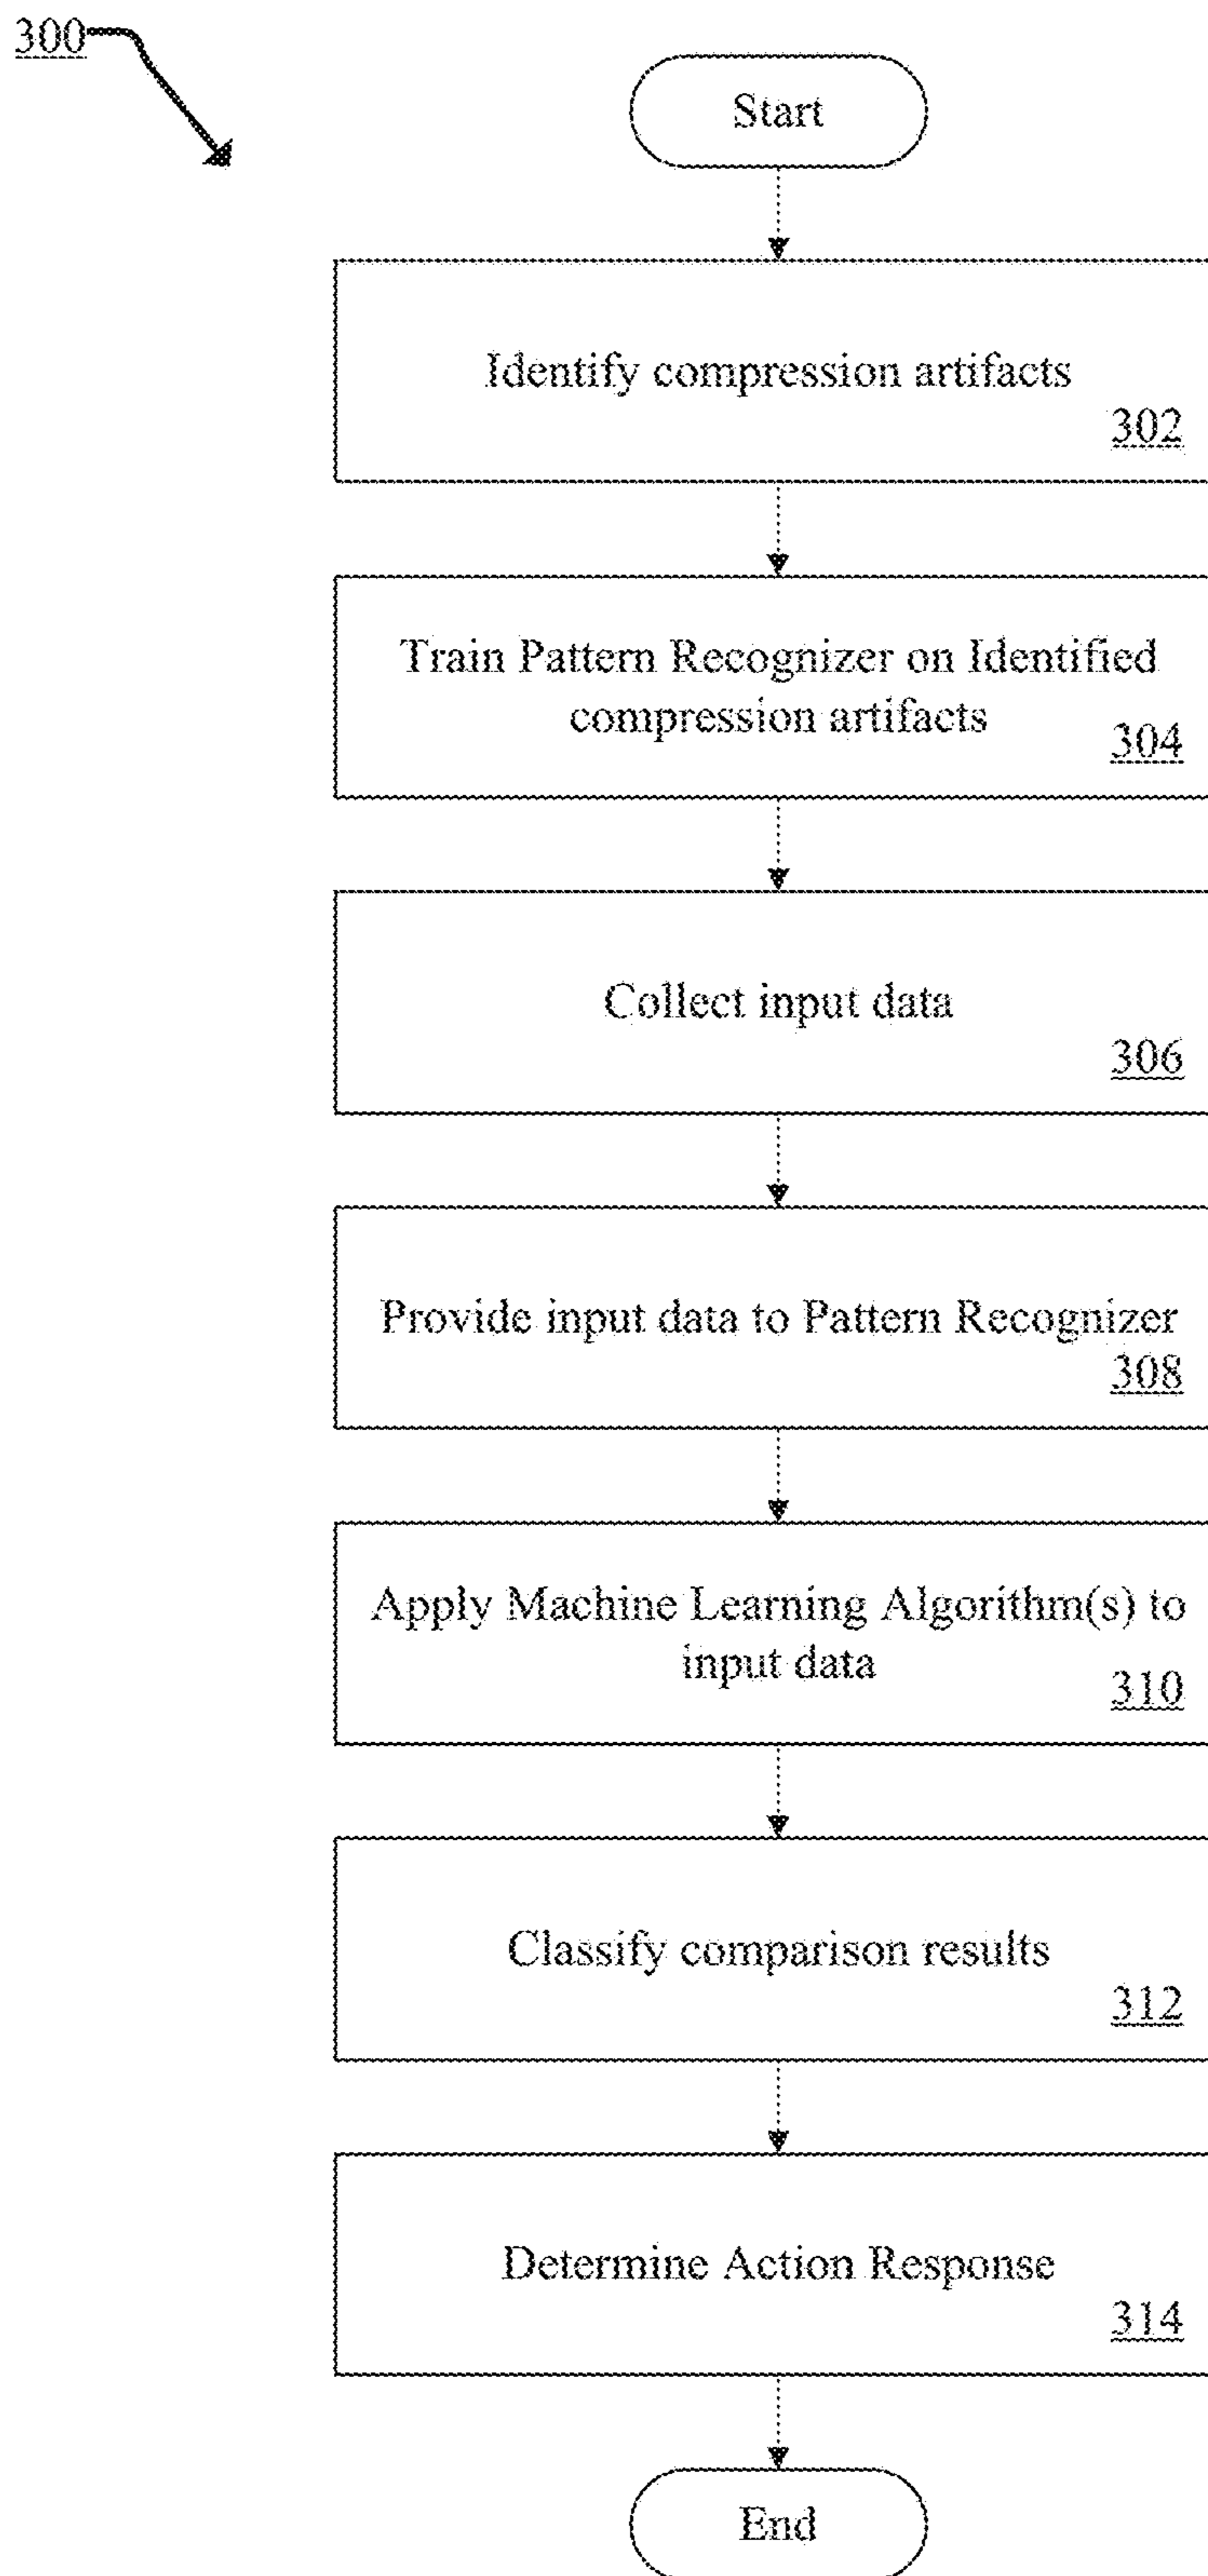 300
Start
Identify compression artifacts
302
Train Pattern Recognizer on Identified
compression artifacts
304
Collect input data
306
Provide input data to Pattern Recognizer
308
Apply Machine Learning Algorithm(s) to
input data
310
Classify comparison results
312
Determine Action Response
314
End